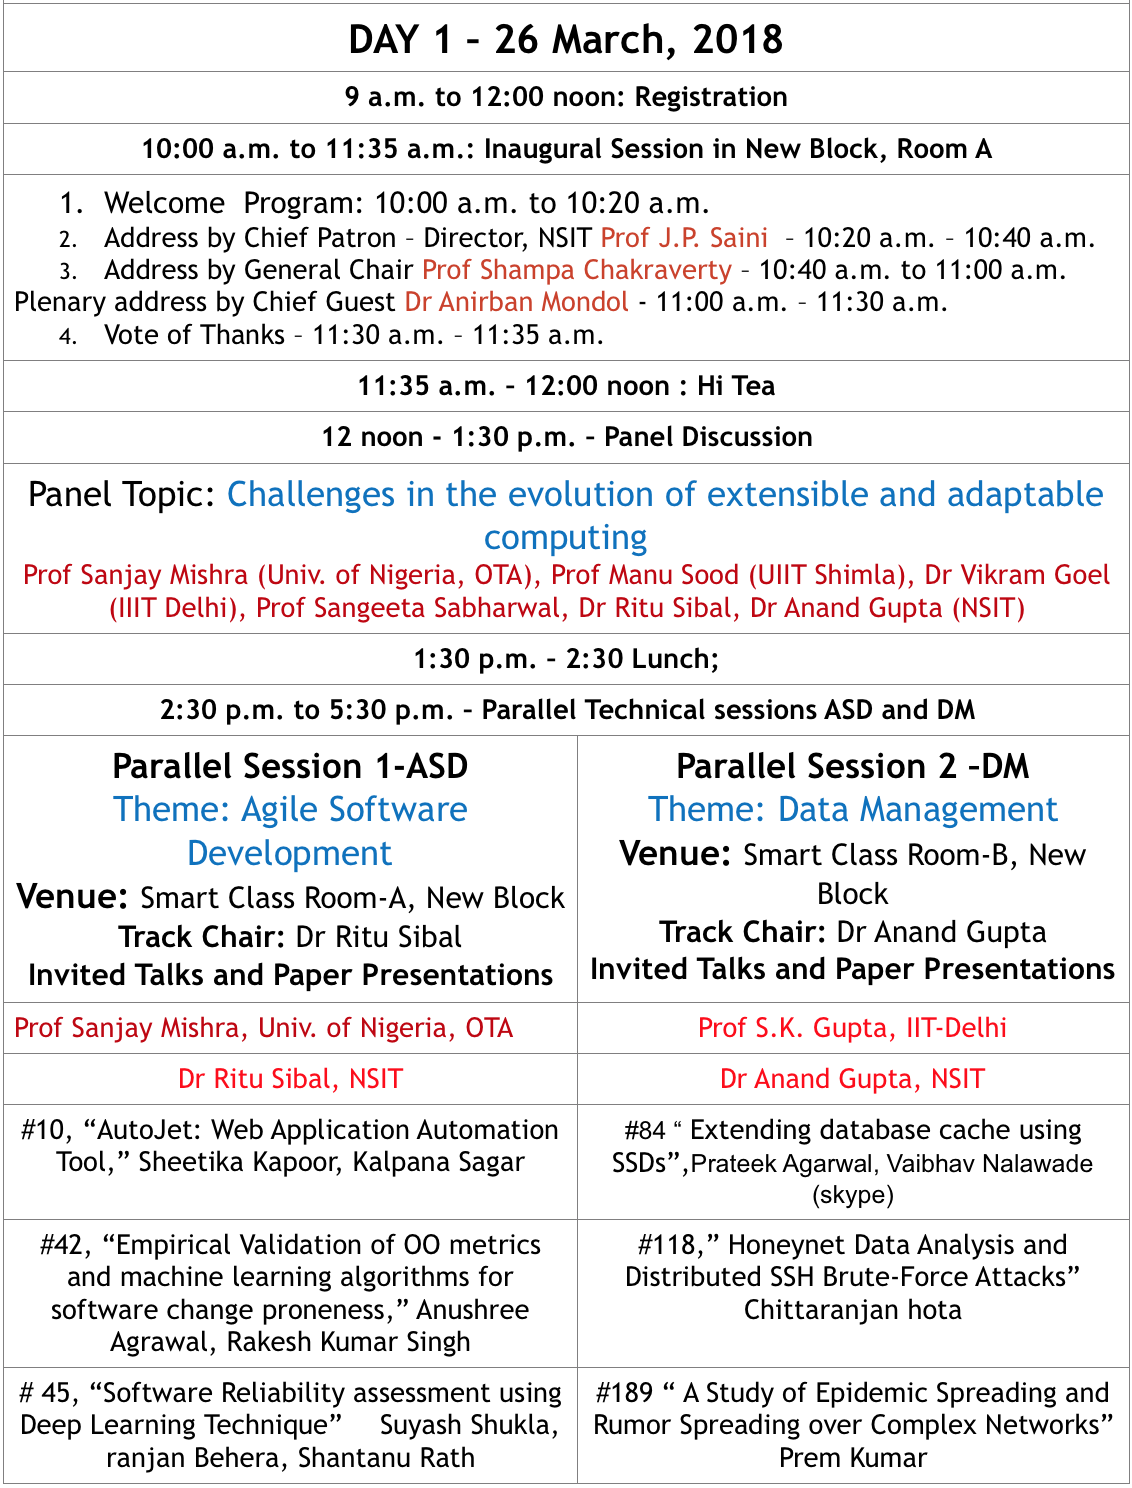 DAY 1 – 26 March, 2018
9 a.m. to 12:00 noon: Registration
10:00 a.m. to 11:35 a.m.: Inaugural Session in New Block, Room A
1. Welcome  Program: 10:00 a.m. to 10:20 a.m.
2. Address by Chief Patron – Director, NSIT Prof J.P. Saini  – 10:20 a.m. – 10:40 a.m.
3. Address by General Chair Prof Shampa Chakraverty – 10:40 a.m. to 11:00 a.m.
Plenary address by Chief Guest Dr Anirban Mondol - 11:00 a.m. – 11:30 a.m.
4. Vote of Thanks – 11:30 a.m. – 11:35 a.m.
11:35 a.m. – 12:00 noon : Hi Tea
12 noon - 1:30 p.m. – Panel Discussion
Panel Topic: Challenges in the evolution of extensible and adaptable
computing
Prof Sanjay Mishra (Univ. of Nigeria, OTA), Prof Manu Sood (UIIT Shimla), Dr Vikram Goel
(IIIT Delhi), Prof Sangeeta Sabharwal, Dr Ritu Sibal, Dr Anand Gupta (NSIT)
1:30 p.m. – 2:30 Lunch;
2:30 p.m. to 5:30 p.m. – Parallel Technical sessions ASD and DM
Parallel Session 1-ASD
Theme: Agile Software
Development
Venue: Smart Class Room-A, New Block
Track Chair: Dr Ritu Sibal
Invited Talks and Paper Presentations
Parallel Session 2 –DM
Theme: Data Management
Venue: Smart Class Room-B, New
Block
Track Chair: Dr Anand Gupta
Invited Talks and Paper Presentations
Prof Sanjay Mishra, Univ. of Nigeria, OTA
Prof S.K. Gupta, IIT-Delhi
Dr Ritu Sibal, NSIT
Dr Anand Gupta, NSIT
#10, “AutoJet: Web Application Automation
Tool,” Sheetika Kapoor, Kalpana Sagar
#84 “ Extending database cache using
SSDs”,Prateek Agarwal, Vaibhav Nalawade
(skype)
#42, “Empirical Validation of OO metrics
and machine learning algorithms for
software change proneness,” Anushree
Agrawal, Rakesh Kumar Singh
#118,” Honeynet Data Analysis and
Distributed SSH Brute-Force Attacks”
Chittaranjan hota
# 45, “Software Reliability assessment using
Deep Learning Technique”    Suyash Shukla,
ranjan Behera, Shantanu Rath
#189 “ A Study of Epidemic Spreading and
Rumor Spreading over Complex Networks”
Prem Kumar